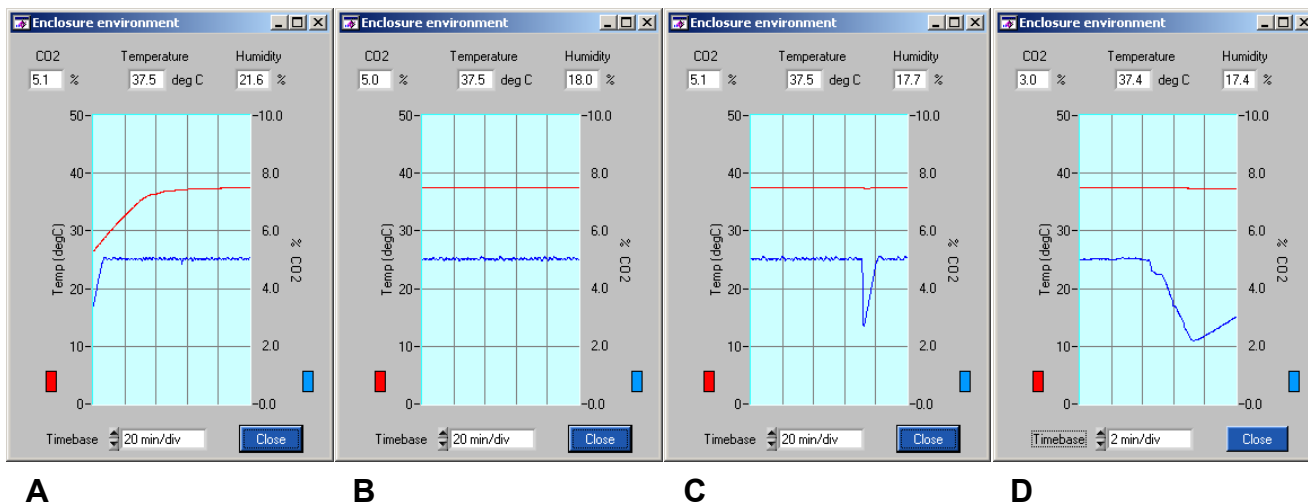 Enclosure environment
CO2 Temperature Humidity
5.1 % 37.5 deg C 21.6 %
50 10.0
40 8.0
30 6.0
20 4.0
10 2.0
0 0.0
Temp (degC)
% CO2
Timebase 20 min/div Close
A
Enclosure environment
CO2 Temperature Humidity
5.0 % 37.5 deg C 18.0 %
50 10.0
40 8.0
30 6.0
20 4.0
10 2.0
0 0.0
Temp (degC)
% CO2
Timebase 20 min/div Close
B
Enclosure environment
CO2 Temperature Humidity
5.1 % 37.5 deg C 17.7 %
50 10.0
40 8.0
30 6.0
20 4.0
10 2.0
0 0.0
Temp (degC)
% CO2
Timebase 20 min/div Close
C
Enclosure environment
CO2 Temperature Humidity
3.0 % 37.4 deg C 17.4 %
50 10.0
40 8.0
30 6.0
20 4.0
10 2.0
0 0.0
Temp (degC)
% CO2
Timebase 2 min/div Close
D